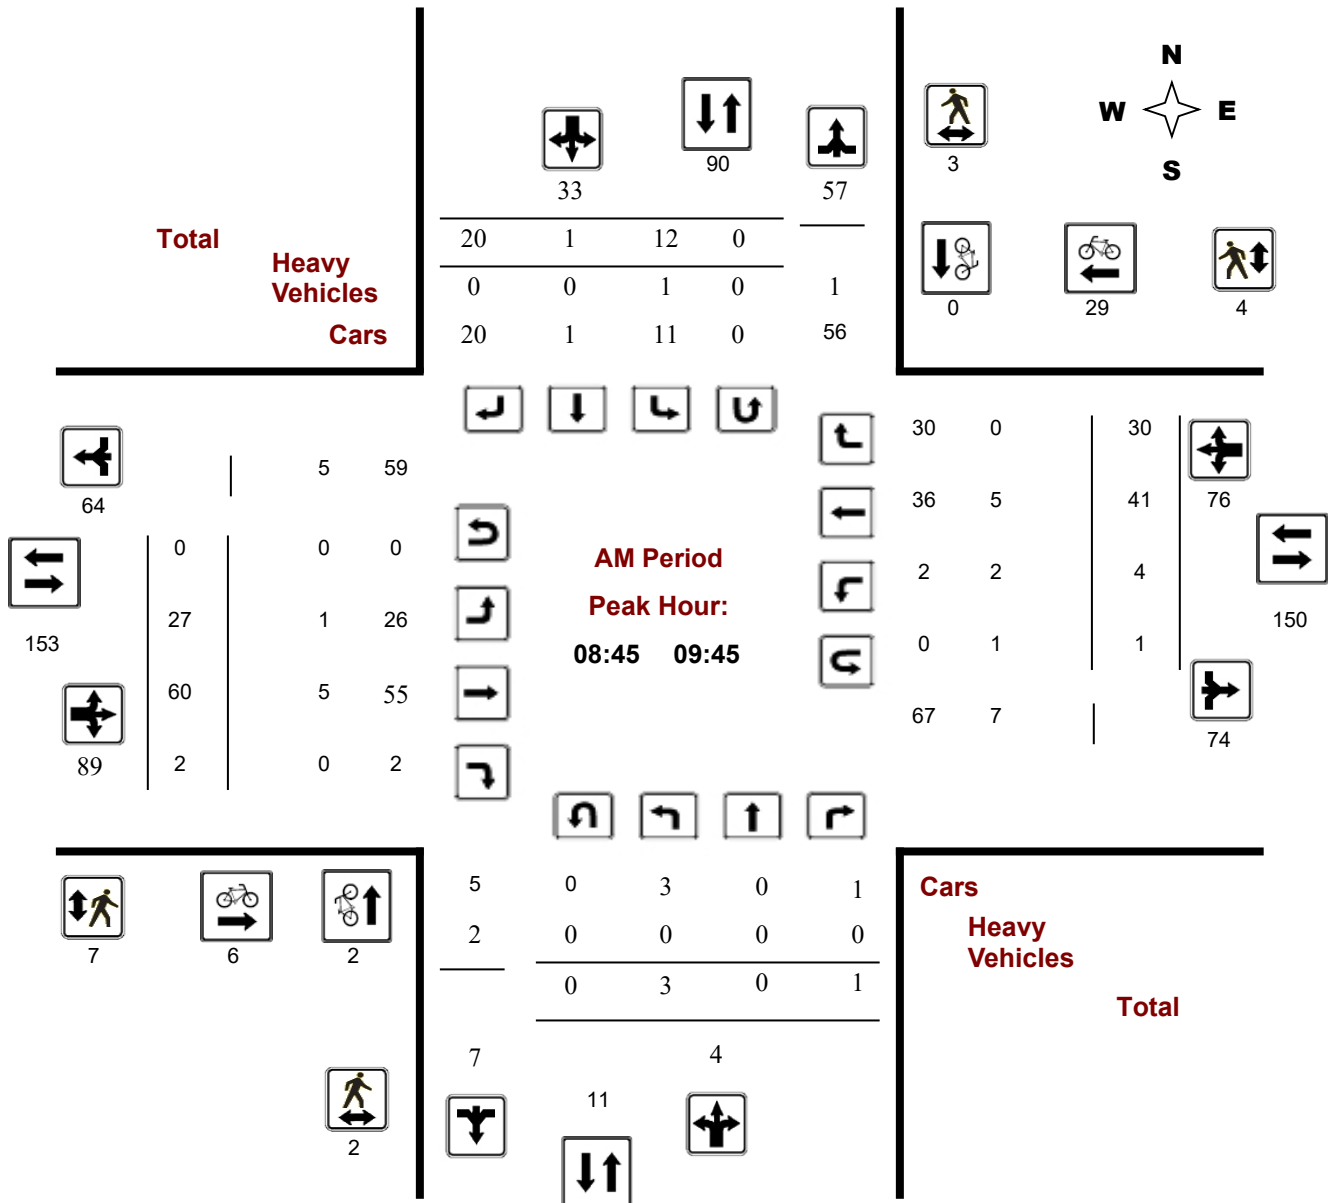 N
W E
S
90
3
33 57
Total
20 1 12 0
Heavy
Vehicles
0 0 1 0 1
0 29 4
Cars
20 1 11 0 56
30 0 30
5 59
64
36 5 41 76
0 0 0
AM Period
2 2 4
Peak Hour:
27 1 26
150
153
08:45 09:45
0 1 1
60 5 55
67 7
74
89 2 0 2
5 0 3 0 1
Cars
2 0 0 0 0
Heavy
Vehicles
7 6 2
0 3 0 1
Total
7 4
11
2